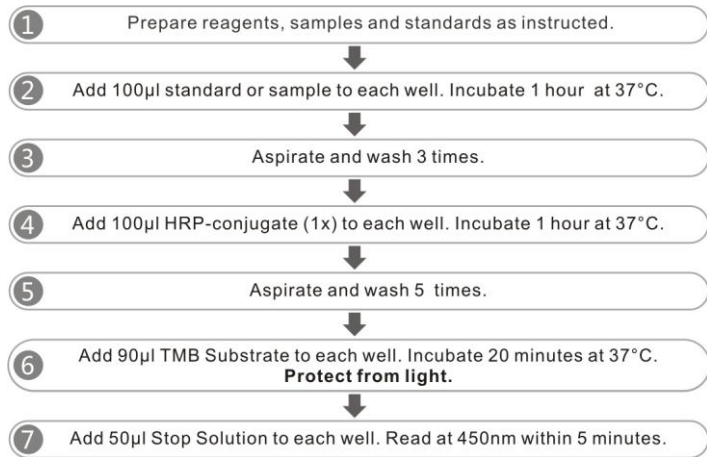 1 Prepare reagents, samples and standards as instructed.
2 Add 100µl standard or sample to each well. Incubate 1 hour at 37°C.
3 Aspirate and wash 3 times.
4 Add 100µl HRP-conjugate (1x) to each well. Incubate 1 hour at 37°C.
5 Aspirate and wash 5 times.
6 Add 90µl TMB Substrate to each well. Incubate 20 minutes at 37°C.
Protect from light.
7 Add 50µl Stop Solution to each well. Read at 450nm within 5 minutes.